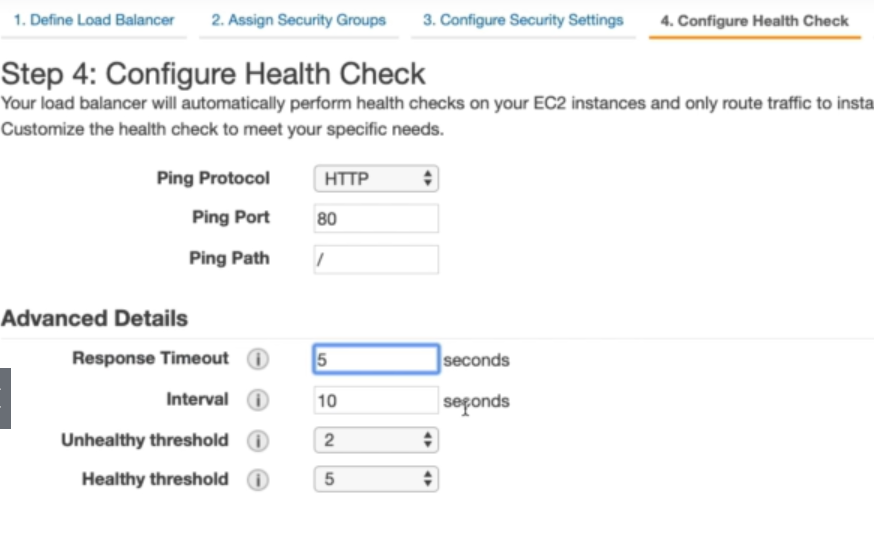 1. Define Load Balancer 2. Assign Security Groups 3. Configure Security Settings 4. Configure Health Check
Step 4: Configure Health Check
Your load balancer will automatically perform health checks on your EC2 instances and only route traffic to insta
Customize the health check to meet your specific needs.
Ping Protocol HTTP
Ping Port 80
Ping Path /
Advanced Details
Response Timeout i 5 seconds
Interval i 10 seconds
Unhealthy threshold i 2
Healthy threshold i 5